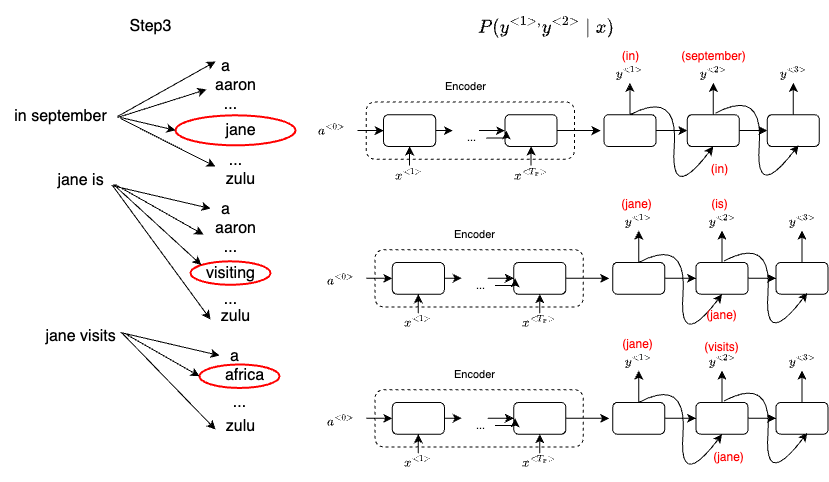 Step3
P(y^{<1>,}y^{<2>} | x)
in september
a
aaron
...
jane
...
zulu
(in)
(september)
y^{<1>}
y^{<2>}
y^{<3>}
Encoder
a^{<0>}
...
x^{<1>}
x^{<T_x>}
(in)
jane is
a
aaron
...
visiting
...
zulu
(jane)
(is)
y^{<1>}
y^{<2>}
y^{<3>}
Encoder
a^{<0>}
...
x^{<1>}
x^{<T_x>}
(jane)
jane visits
a
africa
...
zulu
(jane)
(visits)
y^{<1>}
y^{<2>}
y^{<3>}
Encoder
a^{<0>}
...
x^{<1>}
x^{<T_x>}
(jane)